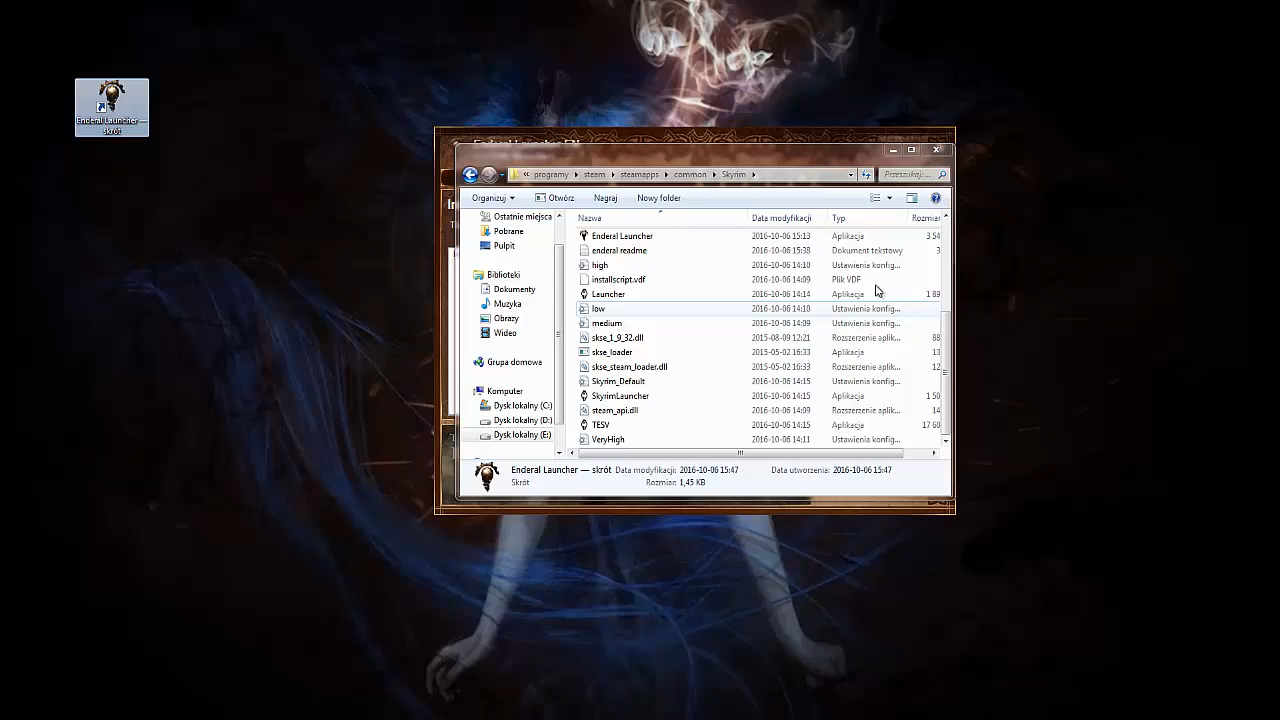 Enderal Launcher —
skrót
« programy steam steamapps common Skyrim
Przeszukaj: ...
Organizuj Otwórz Nagraj Nowy folder
Nazwa Data modyfikacji Typ Rozmiar
Ostatnie miejsca
Pobrane
Pulpit
Biblioteki
Dokumenty
Muzyka
Obrazy
Wideo
Grupa domowa
Komputer
Dysk lokalny (C:)
Dysk lokalny (D:)
Dysk lokalny (E:)
Enderal Launcher 2016-10-06 15:13 Aplikacja 3 54
enderal readme 2016-10-06 15:38 Dokument tekstowy 3
high 2016-10-06 14:10 Ustawienia konfig...
installscript.vdf 2016-10-06 14:09 Plik VDF
Launcher 2016-10-06 14:14 Aplikacja 1 89
low 2016-10-06 14:10 Ustawienia konfig...
medium 2016-10-06 14:09 Ustawienia konfig...
skse_1_9_32.dll 2015-08-09 12:21 Rozszerzenie aplik... 88
skse_loader 2015-05-02 16:33 Aplikacja 13
skse_steam_loader.dll 2015-05-02 16:33 Rozszerzenie aplik... 12
Skyrim_Default 2016-10-06 14:15 Ustawienia konfig...
SkyrimLauncher 2016-10-06 14:15 Aplikacja 1 50
steam_api.dll 2016-10-06 14:09 Rozszerzenie aplik... 14
TESV 2016-10-06 14:15 Aplikacja 17 60
VeryHigh 2016-10-06 14:11 Ustawienia konfig...
Enderal Launcher — skrót Data modyfikacji: 2016-10-06 15:47 Data utworzenia: 2016-10-06 15:47
Skrót Rozmiar: 1,45 KB